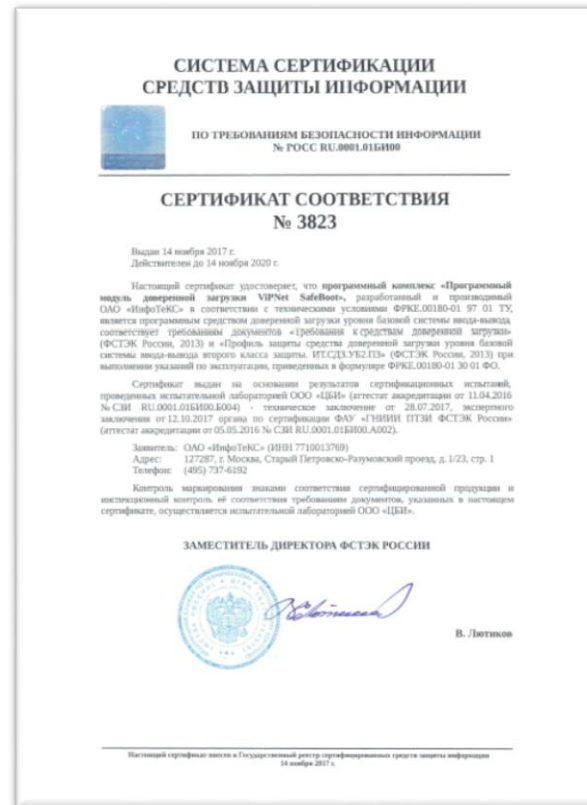 СИСТЕМА СЕРТИФИКАЦИИ
СРЕДСТВ ЗАЩИТЫ ИНФОРМАЦИИ
ПО ТРЕБОВАНИЯМ БЕЗОПАСНОСТИ ИНФОРМАЦИИ
№ РОСС RU.0001.01БИ00
СЕРТИФИКАТ СООТВЕТСТВИЯ
№ 3823
Выдан 14 ноября 2017 г.
Действителен до 14 ноября 2020 г.
Настоящий сертификат удостоверяет, что программный комплекс «Программный
модуль доверенной загрузки ViPNet SafeBoot», разработанный и производимый
ОАО «ИнфоТеКС» в соответствии с техническими условиями ФРКЕ.00180-01 97 01 ТУ,
является программным средством доверенной загрузки уровня базовой системы ввода-вывода,
соответствует требованиям документов «Требования к средствам доверенной загрузки»
(ФСТЭК России, 2013) и «Профиль защиты средства доверенной загрузки уровня базовой
системы ввода-вывода второго класса защиты. ИТ.СДЗ.УБ2.ПЗ» (ФСТЭК России, 2013) при
выполнении указаний по эксплуатации, приведенных в формуляре ФРКЕ.00180-01 30 01 ФО.
Сертификат выдан на основании результатов сертификационных испытаний,
проведенных испытательной лабораторией ООО «ЦБИ» (аттестат аккредитации от 11.04.2016
№ СЗИ RU.0001.01БИ00.Б004) - техническое заключение от 28.07.2017, экспертного
заключения от 12.10.2017 органа по сертификации ФАУ «ГНИИИ ПТЗИ ФСТЭК России»
(аттестат аккредитации от 05.05.2016 № СЗИ RU.0001.01БИ00.А002).
Заявитель: ОАО «ИнфоТеКС» (ИНН 7710013769)
Адрес: 127287, г. Москва, Старый Петровско-Разумовский проезд, д. 1/23, стр. 1
Телефон: (495) 737-6192
Контроль маркирования знаками соответствия сертифицированной продукции и
инспекционный контроль её соответствия требованиям документов, указанных в настоящем
сертификате, осуществляется испытательной лабораторией ООО «ЦБИ».
ЗАМЕСТИТЕЛЬ ДИРЕКТОРА ФСТЭК РОССИИ
В. Лютиков
Настоящий сертификат внесен в Государственный реестр сертифицированных средств защиты информации
14 ноября 2017 г.